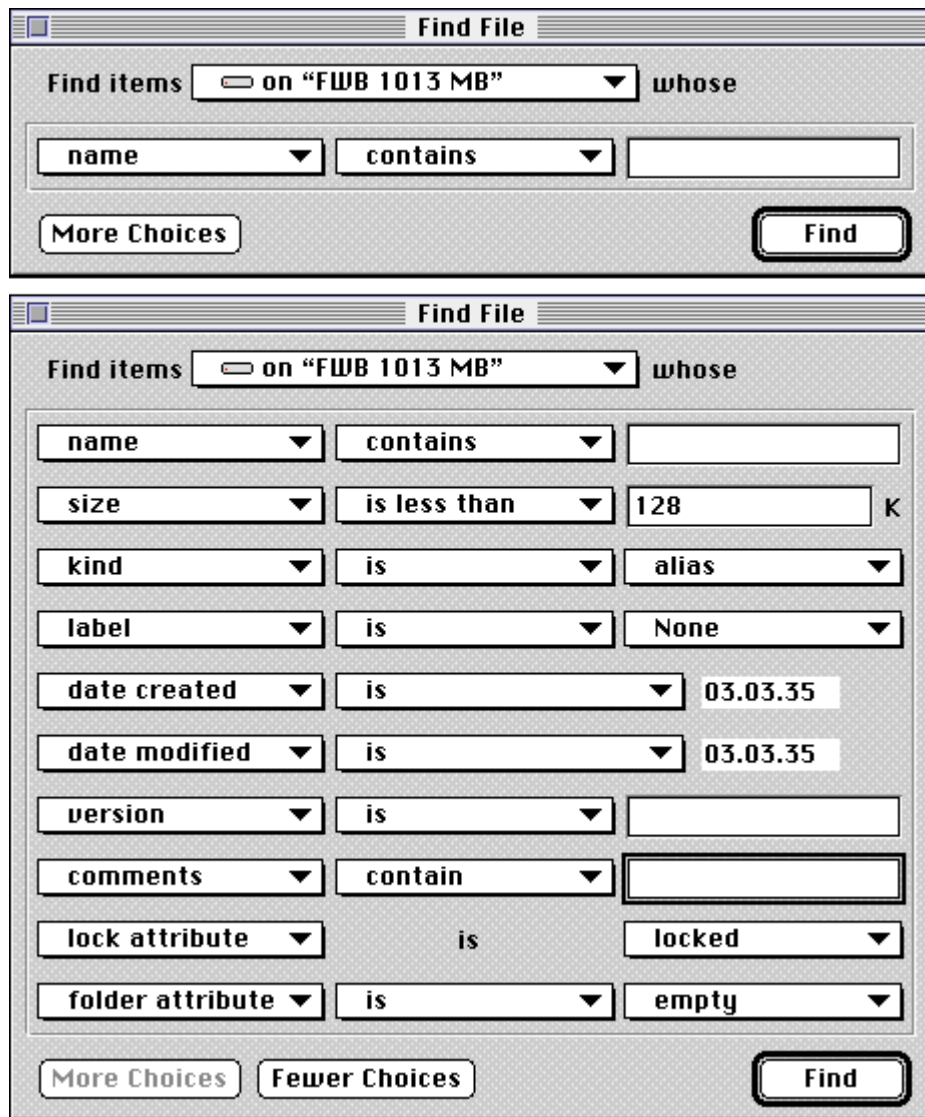 Find File
Find items on “FWB 1013 MB” whose
name contains
More Choices Find
Find File
Find items on “FWB 1013 MB” whose
name contains
size is less than 128 K
kind is alias
label is None
date created is 03.03.35
date modified is 03.03.35
version is
comments contain
lock attribute is locked
folder attribute is empty
More Choices Fewer Choices Find